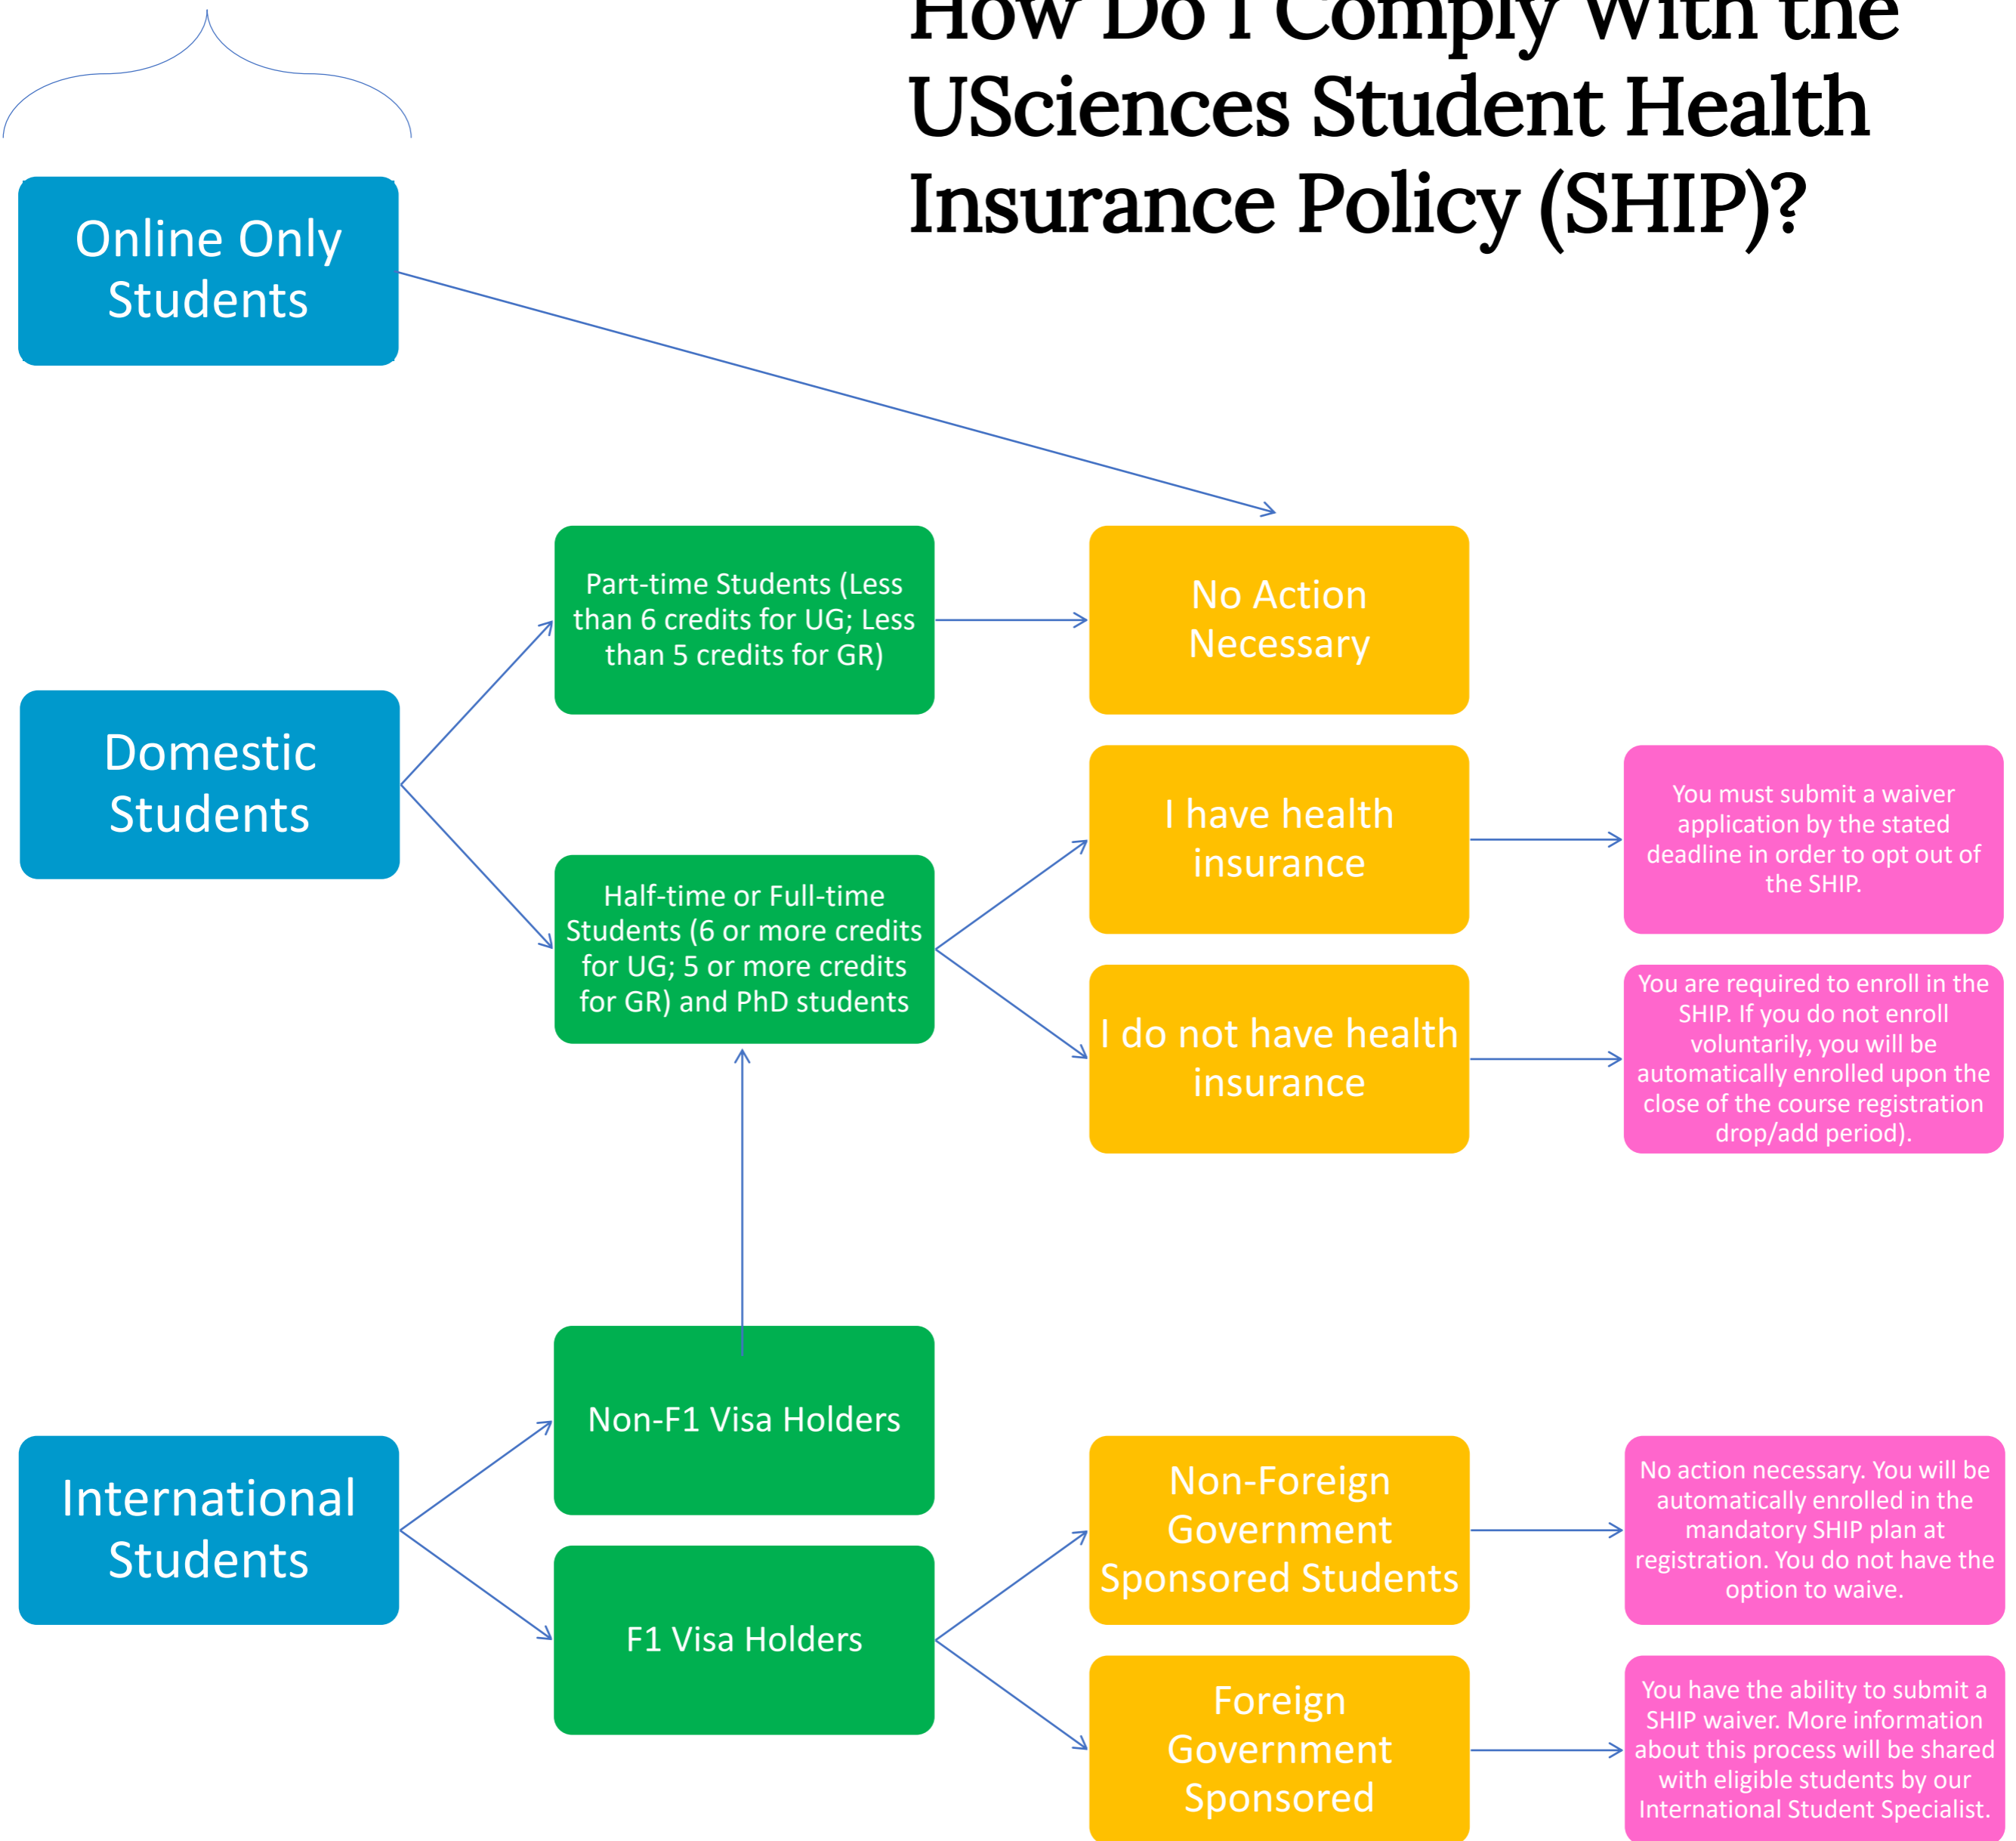 How Do I Comply With the
USciences Student Health
Insurance Policy (SHIP)?
Online Only
Students
Part-time Students (Less
than 6 credits for UG; Less
than 5 credits for GR)
No Action
Necessary
Domestic
Students
I have health
insurance
You must submit a waiver
application by the stated
deadline in order to opt out of
the SHIP.
Half-time or Full-time
Students (6 or more credits
for UG; 5 or more credits
for GR) and PhD students
I do not have health
insurance
You are required to enroll in the
SHIP. If you do not enroll
voluntarily, you will be
automatically enrolled upon the
close of the course registration
drop/add period).
Non-F1 Visa Holders
International
Students
Non-Foreign
Government
Sponsored Students
No action necessary. You will be
automatically enrolled in the
mandatory SHIP plan at
registration. You do not have the
option to waive.
F1 Visa Holders
Foreign
Government
Sponsored
You have the ability to submit a
SHIP waiver. More information
about this process will be shared
with eligible students by our
International Student Specialist.